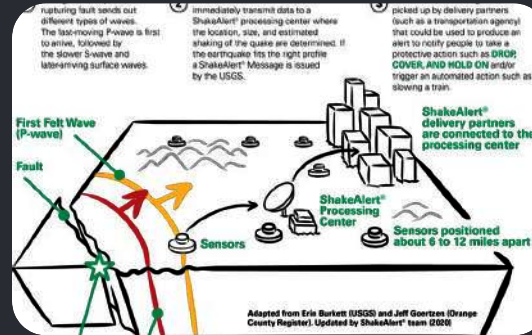 rupturing fault sends out
different types of waves.
The fast-moving P-wave is first
to arrive, followed by
the slower S-wave and
later-arriving surface waves.
2
immediately transmit data to a
ShakeAlert® processing center where
the location, size, and estimated
shaking of the quake are determined. If
the earthquake fits the right profile
a ShakeAlert® Message is issued
by the USGS.
3
picked up by delivery partners
(such as a transportation agency)
that could be used to produce an
alert to notify people to take a
protective action such as DROP,
COVER, AND HOLD ON and/or
trigger an automated action such as
slowing a train.
First Felt Wave
(P-wave)
Fault
Sensors
ShakeAlert®
Processing
Center
ShakeAlert®
delivery partners
are connected to the
processing center
Sensors positioned
about 6 to 12 miles apart
Adapted from Erin Burkett (USGS) and Jeff Goertzen (Orange
County Register). Updated by ShakeAlert® team (2020)